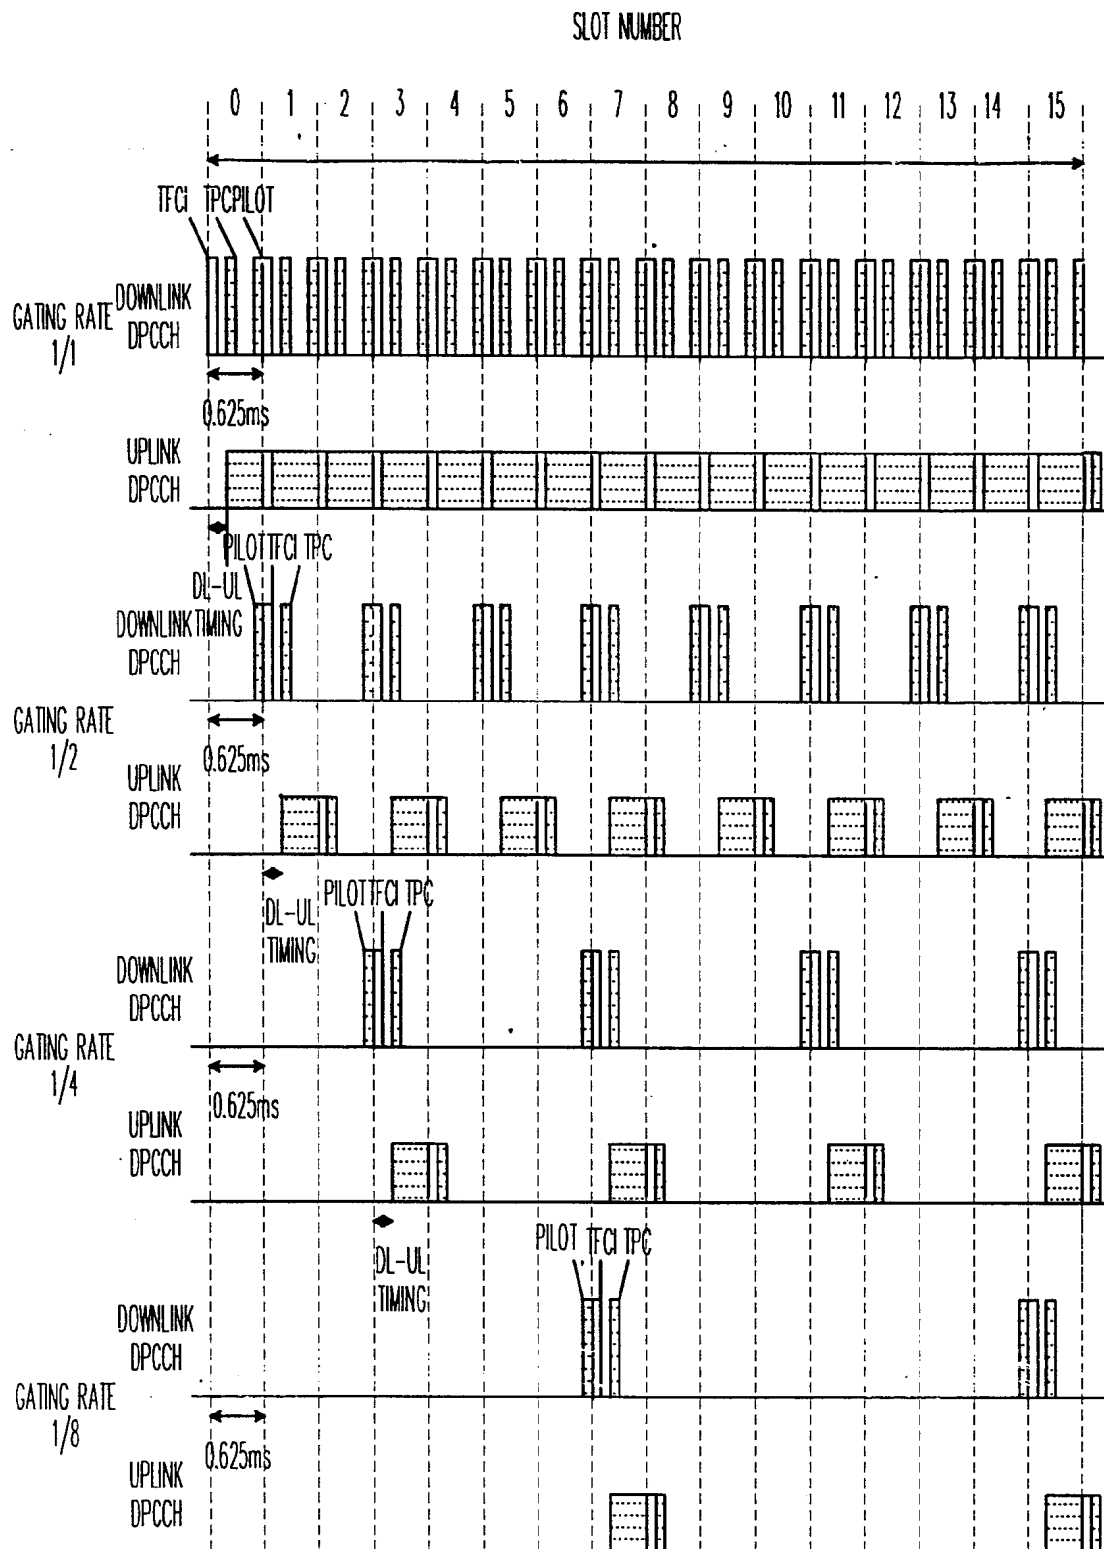 SLOT NUMBER
0 1 2 3 4 5 6 7 8 9 10 11 12 13 14 15
TFCI TPC PILOT
GATING RATE
1/1
DOWNLINK
DPCCH
0.625ms
UPLINK
DPCCH
DL-UL
TIMING
PILOT TFCI TPC
GATING RATE
1/2
DOWNLINK
DPCCH
0.625ms
UPLINK
DPCCH
DL-UL
TIMING
PILOT TFCI TPC
GATING RATE
1/4
DOWNLINK
DPCCH
0.625ms
UPLINK
DPCCH
DL-UL
TIMING
PILOT TFCI TPC
GATING RATE
1/8
DOWNLINK
DPCCH
0.625ms
UPLINK
DPCCH